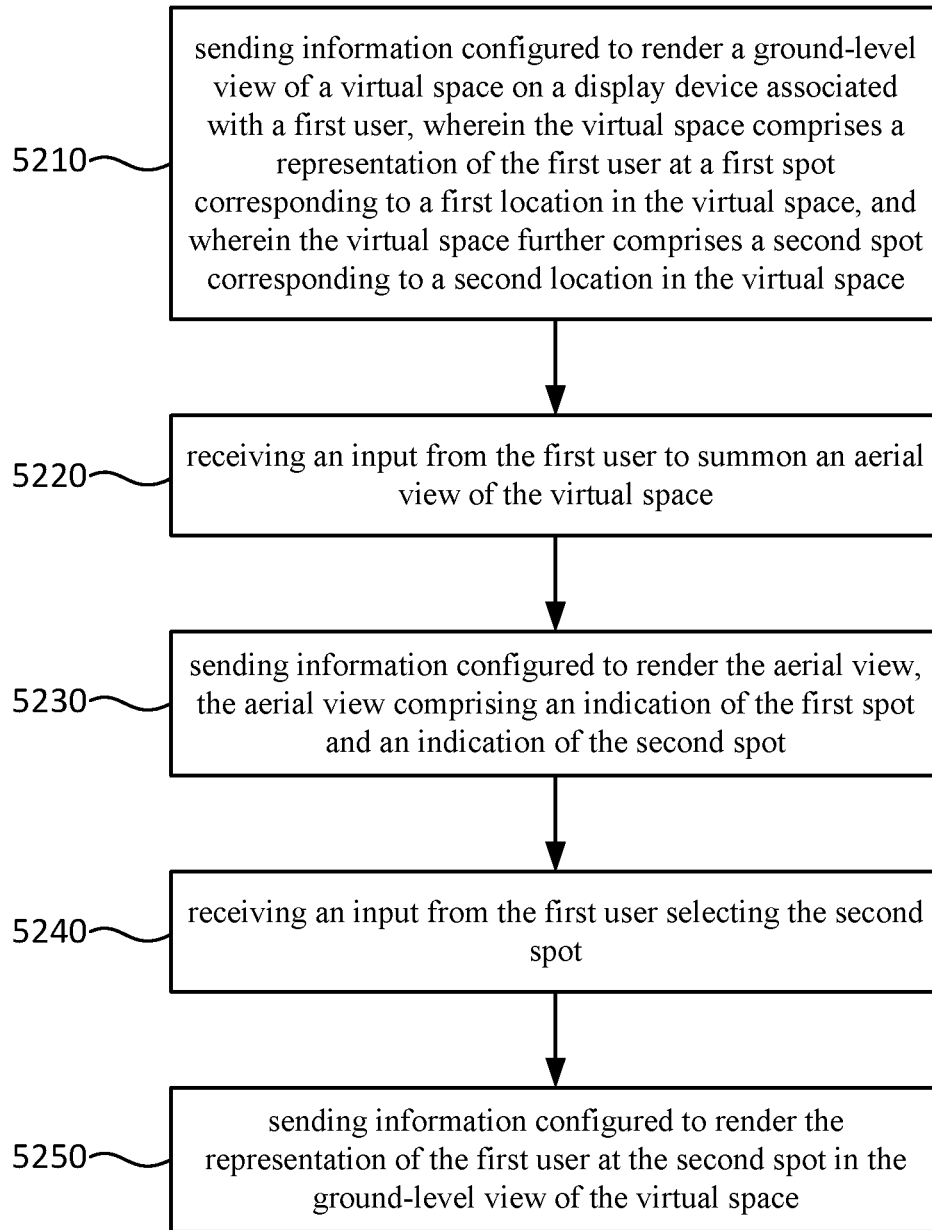 sending information configured to render a ground-level
view of a virtual space on a display device associated
with a first user, wherein the virtual space comprises a
5210
representation of the first user at a first spot
corresponding to a first location in the virtual space, and
wherein the virtual space further comprises a second spot
corresponding to a second location in the virtual space
5220
receiving an input from the first user to summon an aerial
view of the virtual space
sending information configured to render the aerial view,
5230
the aerial view comprising an indication of the first spot
and an indication of the second spot
5240
receiving an input from the first user selecting the second
spot
sending information configured to render the
5250
representation of the first user at the second spot in the
ground-level view of the virtual space